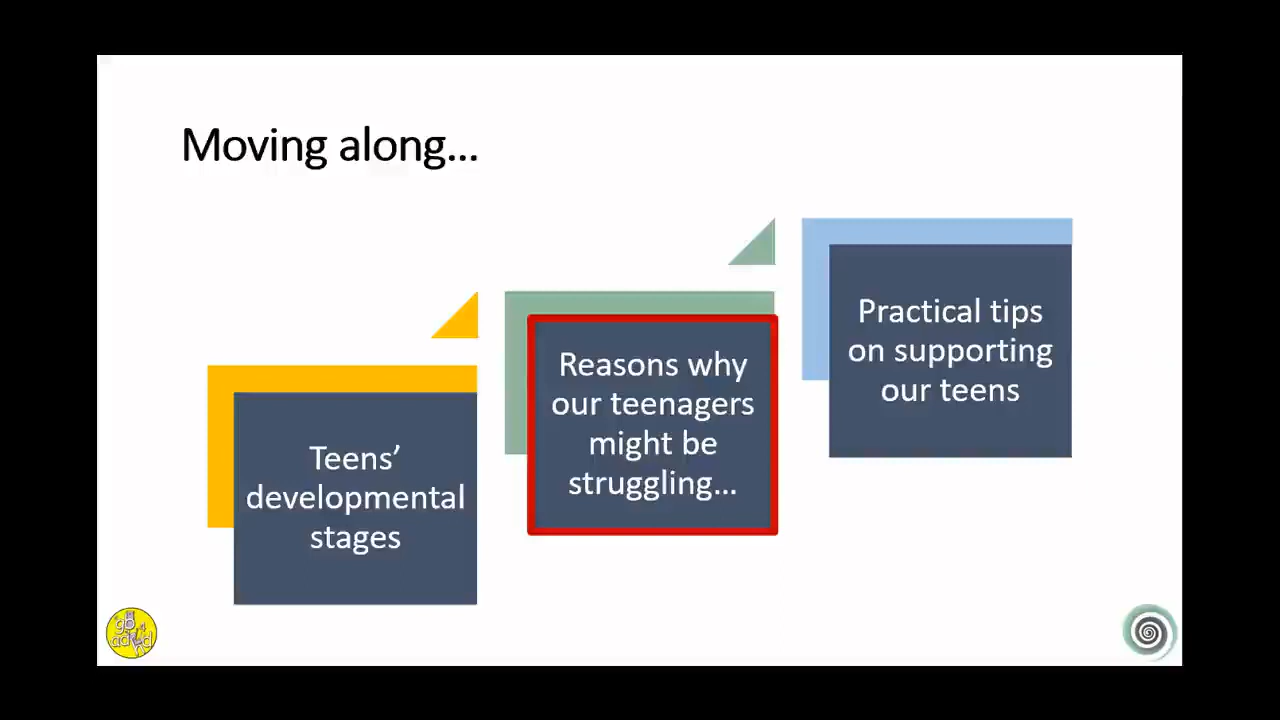 Moving along...
Teens’
developmental
stages
Reasons why
our teenagers
might be
struggling...
Practical tips
on supporting
our teens